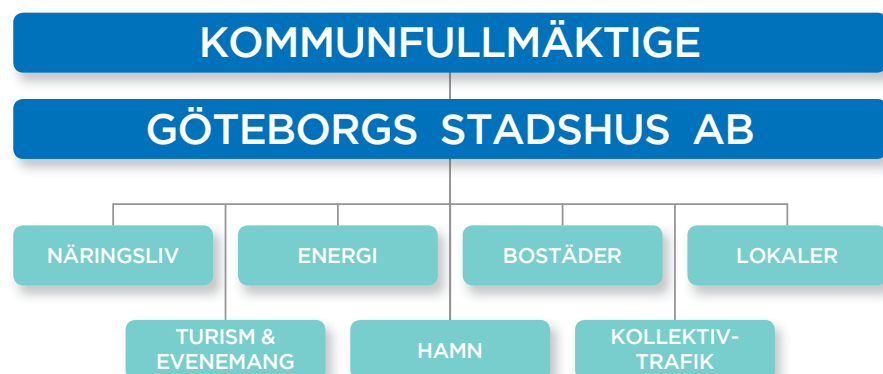 KOMMUNFULLMÄKTIGE
GÖTEBORGS STADSHUS AB
NÄRINGSLIV
ENERGI
BOSTÄDER
LOKALER
TURISM &
EVENEMANG
HAMN
KOLLEKTIV-
TRAFIK